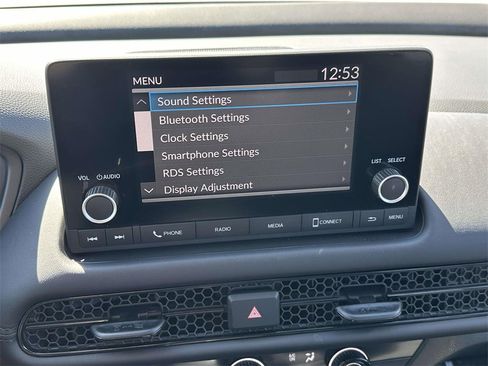 MENU 12:53
Sound Settings
Bluetooth Settings
Clock Settings
Smartphone Settings
RDS Settings
Display Adjustment
VOL AUDIO
LIST SELECT
PHONE RADIO MEDIA CONNECT MENU